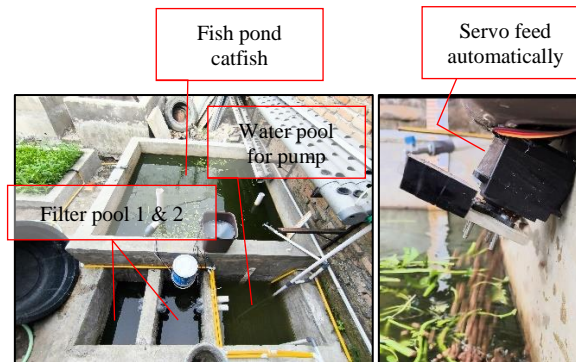 Fish pond
catfish
Servo feed
automatically
Water pool
for pump
Filter pool 1 & 2